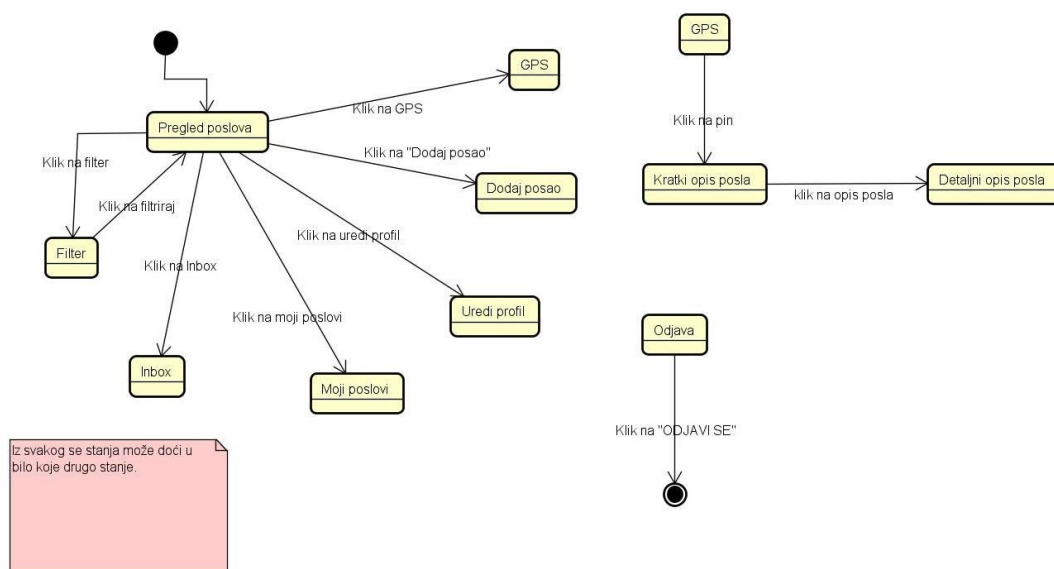 GPS
Klik na GPS
Pregled poslova
Klik na filter
Klik na "Dodaj posao"
Dodaj posao
Klik na filtriraj
Filter
Klik na uredi profil
Klik na Inbox
Uredi profil
Klik na moji poslovi
Inbox
Moji poslovi
Iz svakog se stanja može doći u
bilo koje drugo stanje.
GPS
Klik na pin
Kratki opis posla
klik na opis posla
Detaljni opis posla
Odjava
Klik na "ODJAVI SE"